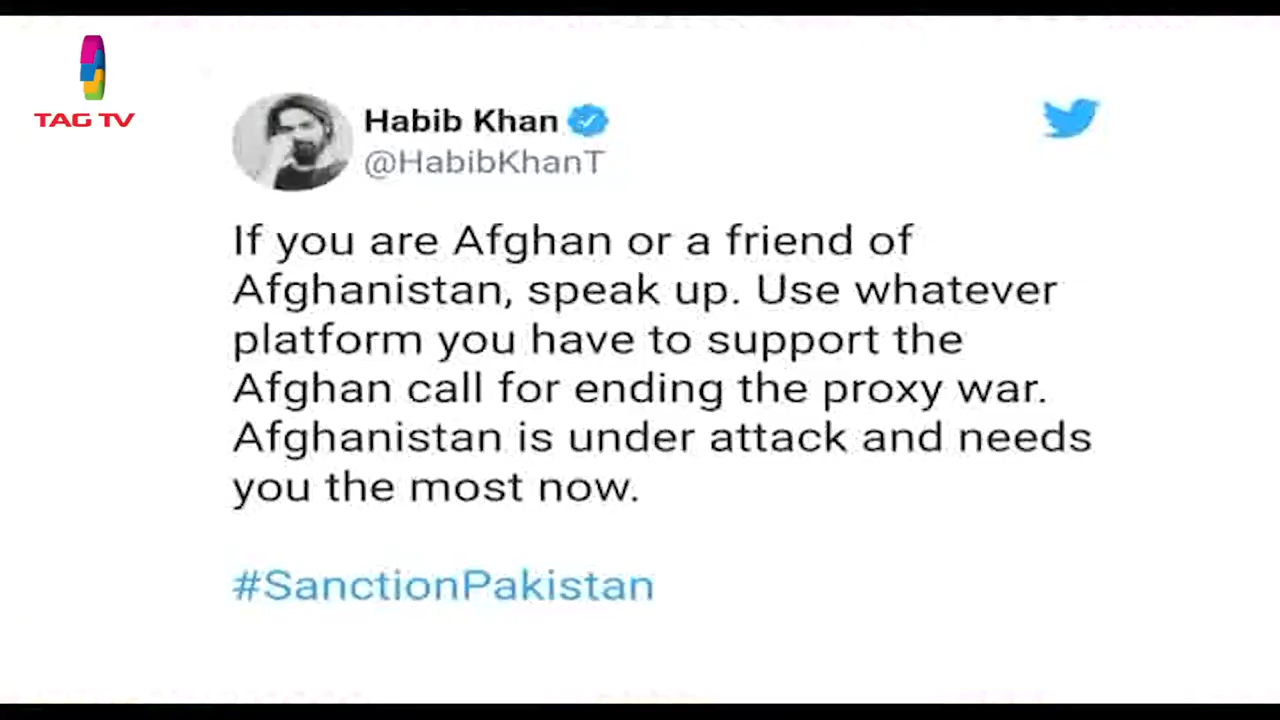 TAG TV
Habib Khan
@HabibKhanT
If you are Afghan or a friend of
Afghanistan, speak up. Use whatever
platform you have to support the
Afghan call for ending the proxy war.
Afghanistan is under attack and needs
you the most now.
#SanctionPakistan